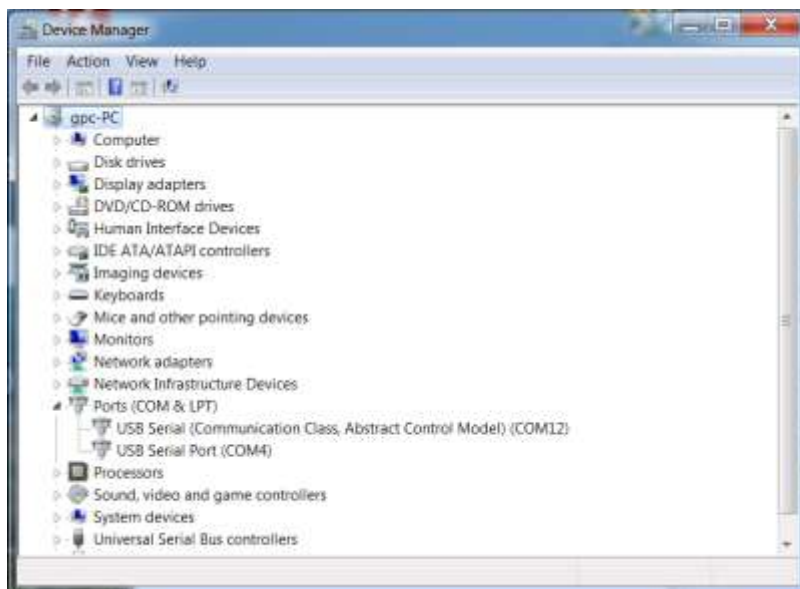 Device Manager
File Action View Help
gpc-PC
Computer
Disk drives
Display adapters
DVD/CD-ROM drives
Human Interface Devices
IDE ATA/ATAPI controllers
Imaging devices
Keyboards
Mice and other pointing devices
Monitors
Network adapters
Network Infrastructure Devices
Ports (COM & LPT)
USB Serial (Communication Class, Abstract Control Model) (COM12)
USB Serial Port (COM4)
Processors
Sound, video and game controllers
System devices
Universal Serial Bus controllers